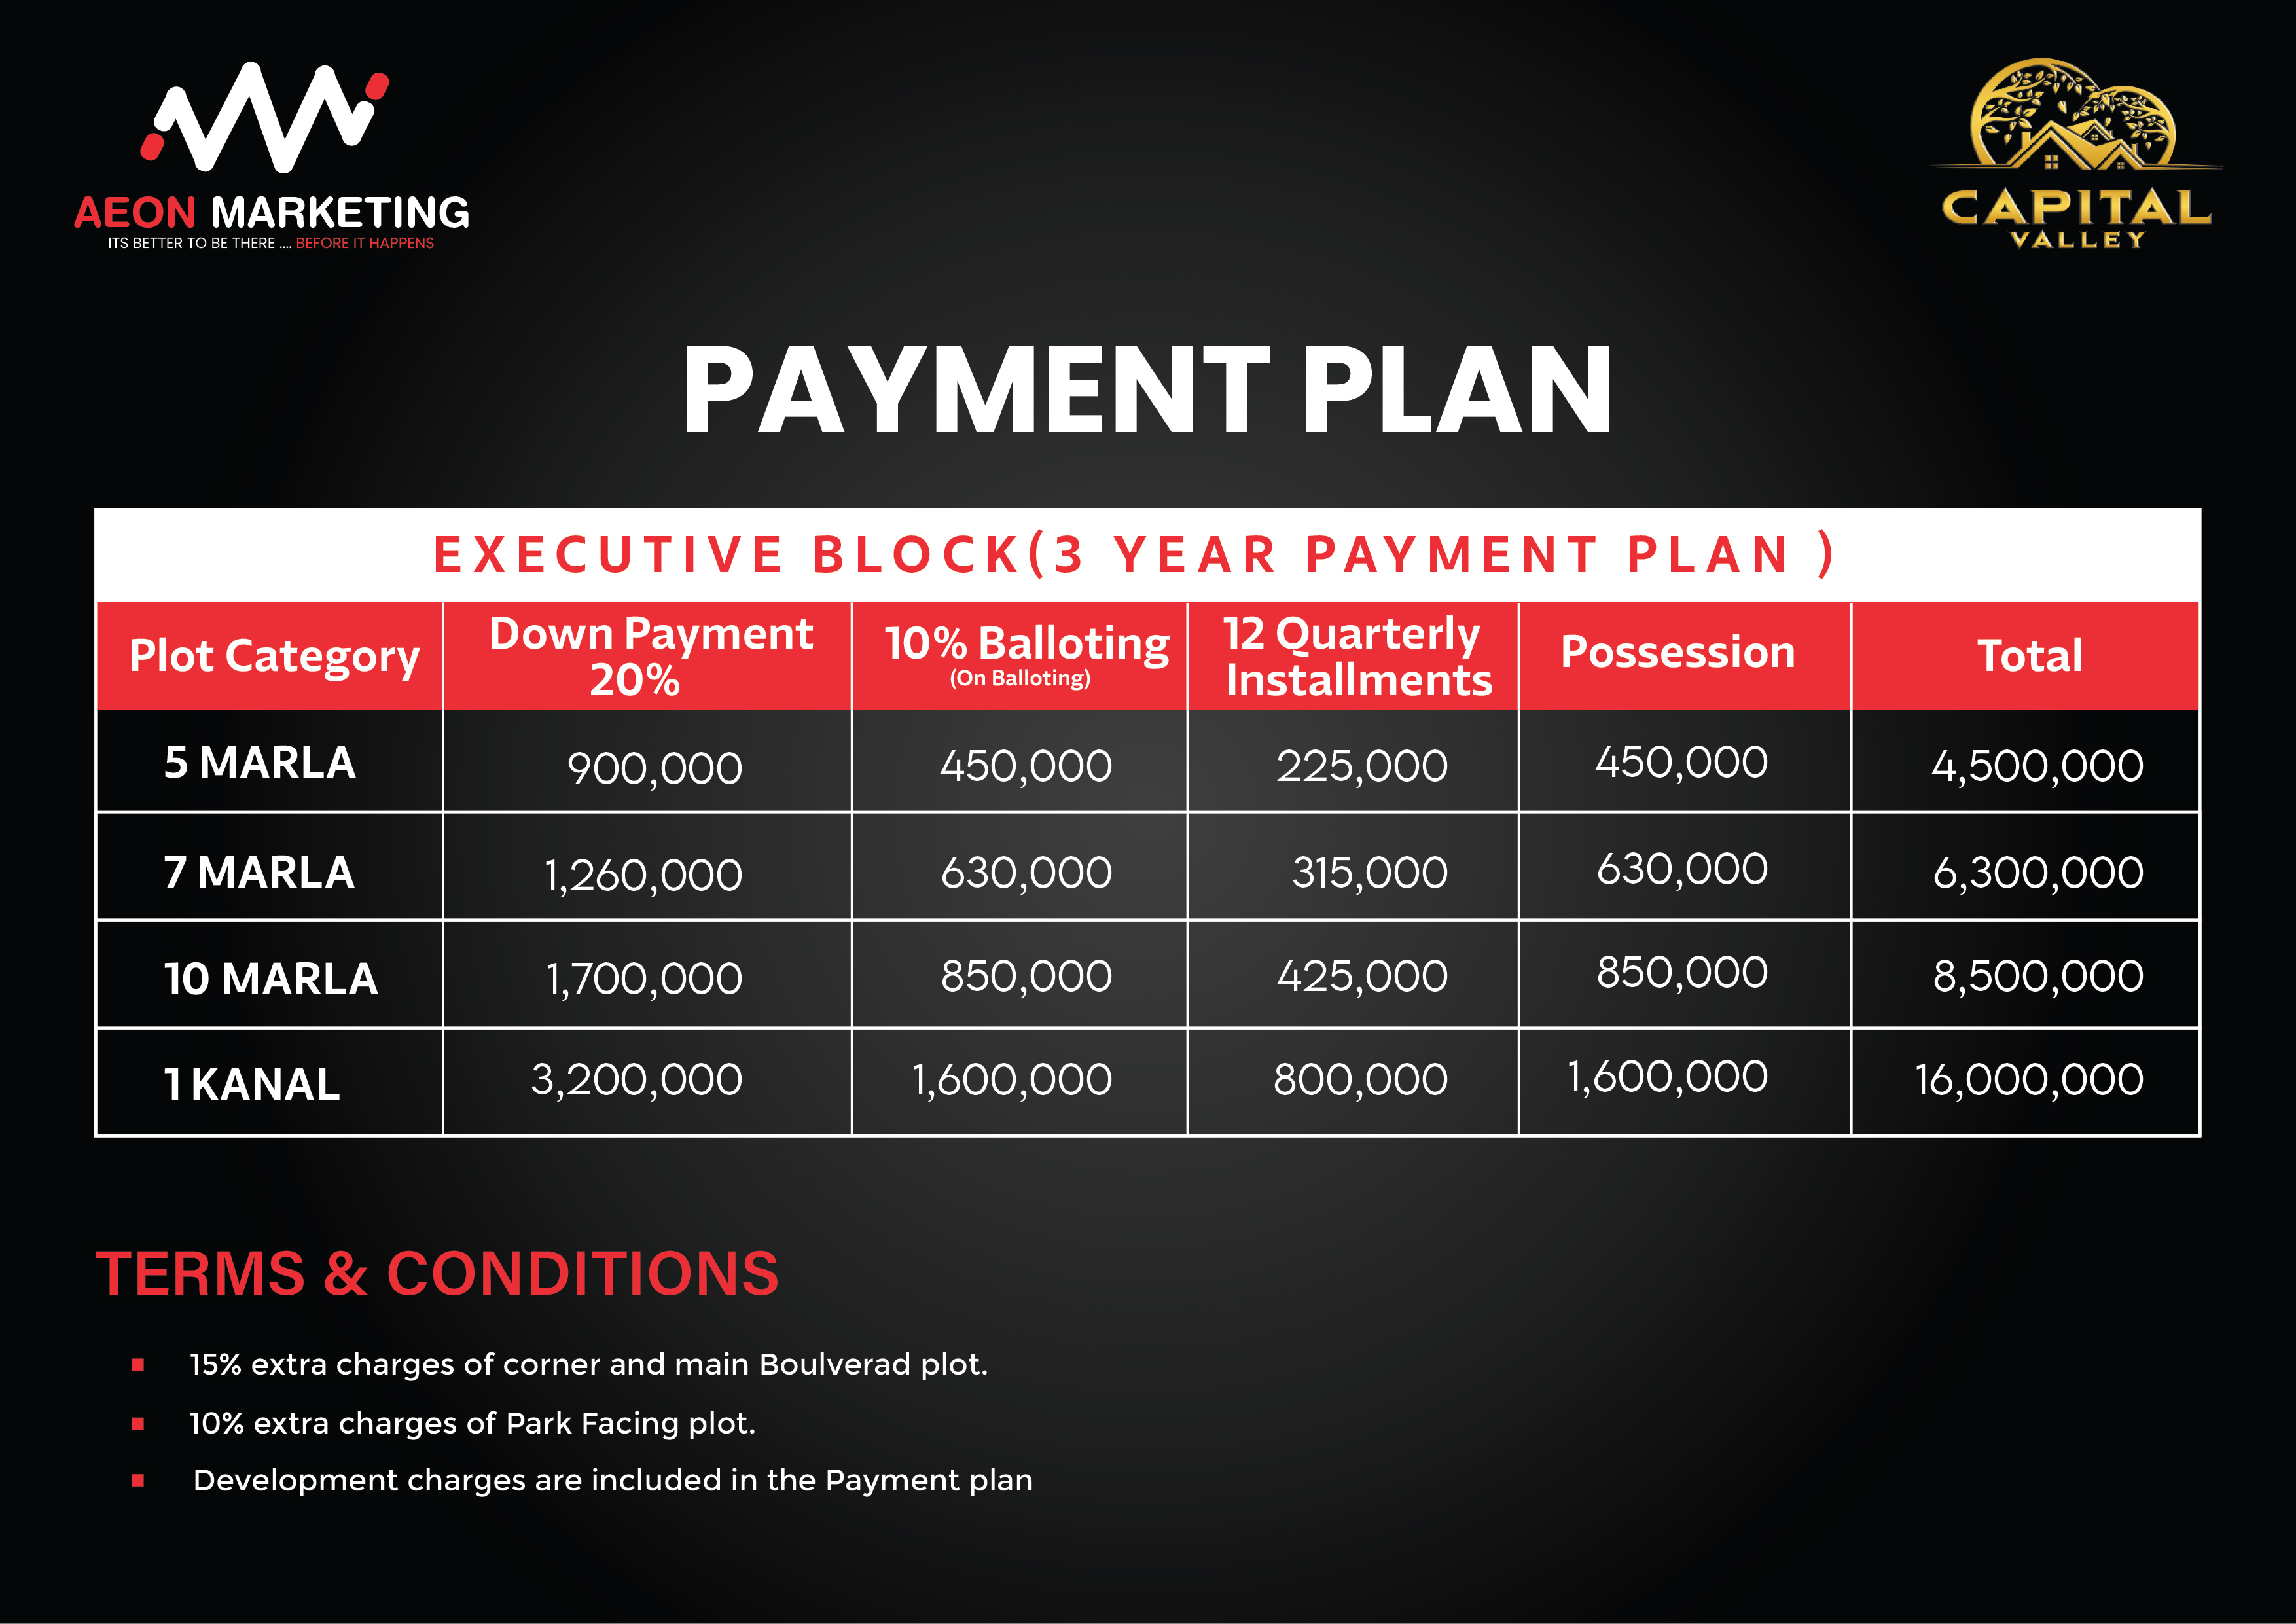 AEON MARKETING
ITS BETTER TO BE THERE .... BEFORE IT HAPPENS
CAPITAL
VALLEY
PAYMENT PLAN
EXECUTIVE BLOCK(3 YEAR PAYMENT PLAN )
Plot Category
Down Payment
20%
10% Balloting
(On Balloting)
12 Quarterly
Installments
Possession
Total
5 MARLA 900,000 450,000 225,000 450,000 4,500,000
7 MARLA 1,260,000 630,000 315,000 630,000 6,300,000
10 MARLA 1,700,000 850,000 425,000 850,000 8,500,000
1 KANAL 3,200,000 1,600,000 800,000 1,600,000 16,000,000
TERMS & CONDITIONS
15% extra charges of corner and main Boulverad plot.
10% extra charges of Park Facing plot.
Development charges are included in the Payment plan